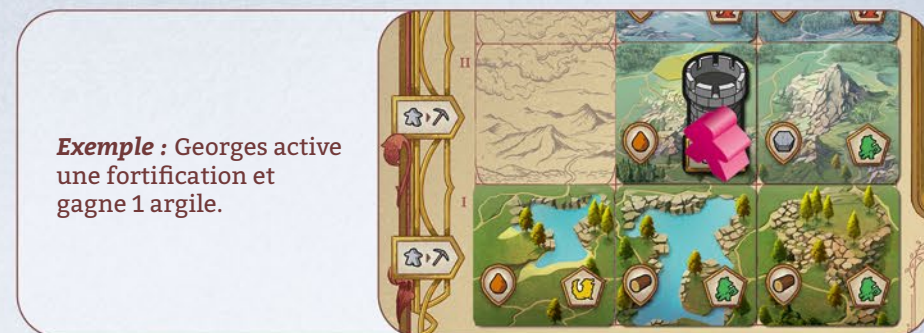 Exemple : Georges active
une fortification et
gagne 1 argile.
II
I